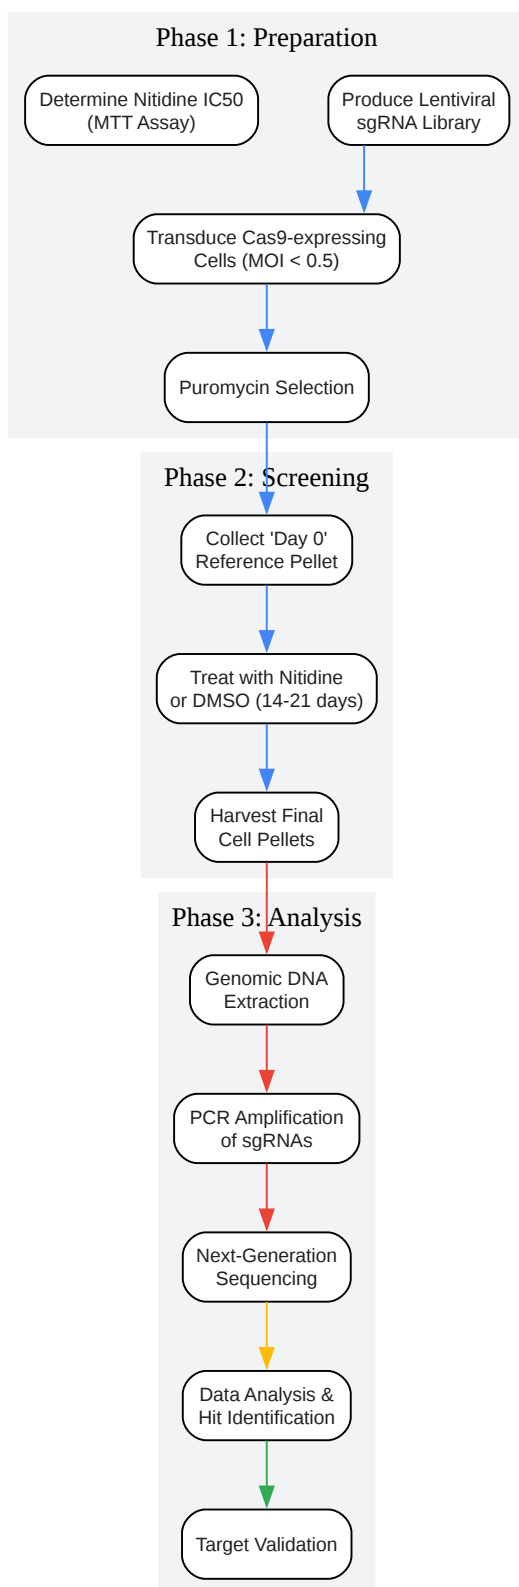 Phase 1: Preparation
Determine Nitidine IC50
(MTT Assay)
Produce Lentiviral
sgRNA Library
Transduce Cas9-expressing
Cells (MOI < 0.5)
Puromycin Selection
Phase 2: Screening
Collect 'Day 0'
Reference Pellet
Treat with Nitidine
or DMSO (14-21 days)
Harvest Final
Cell Pellets
Phase 3: Analysis
Genomic DNA
Extraction
PCR Amplification
of sgRNAs
Next-Generation
Sequencing
Data Analysis &
Hit Identification
Target Validation